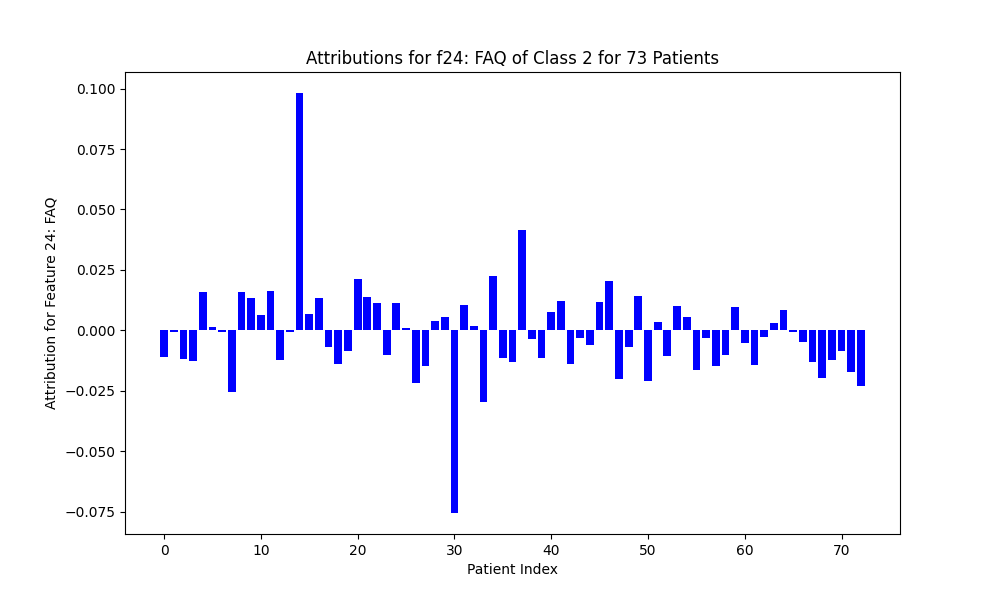 Attributions for f24: FAQ of Class 2 for 73 Patients
Attribution for Feature 24: FAQ
0.100
0.075
0.050
0.025
0.000
−0.025
−0.050
−0.075
0 10 20 30 40 50 60 70
Patient Index